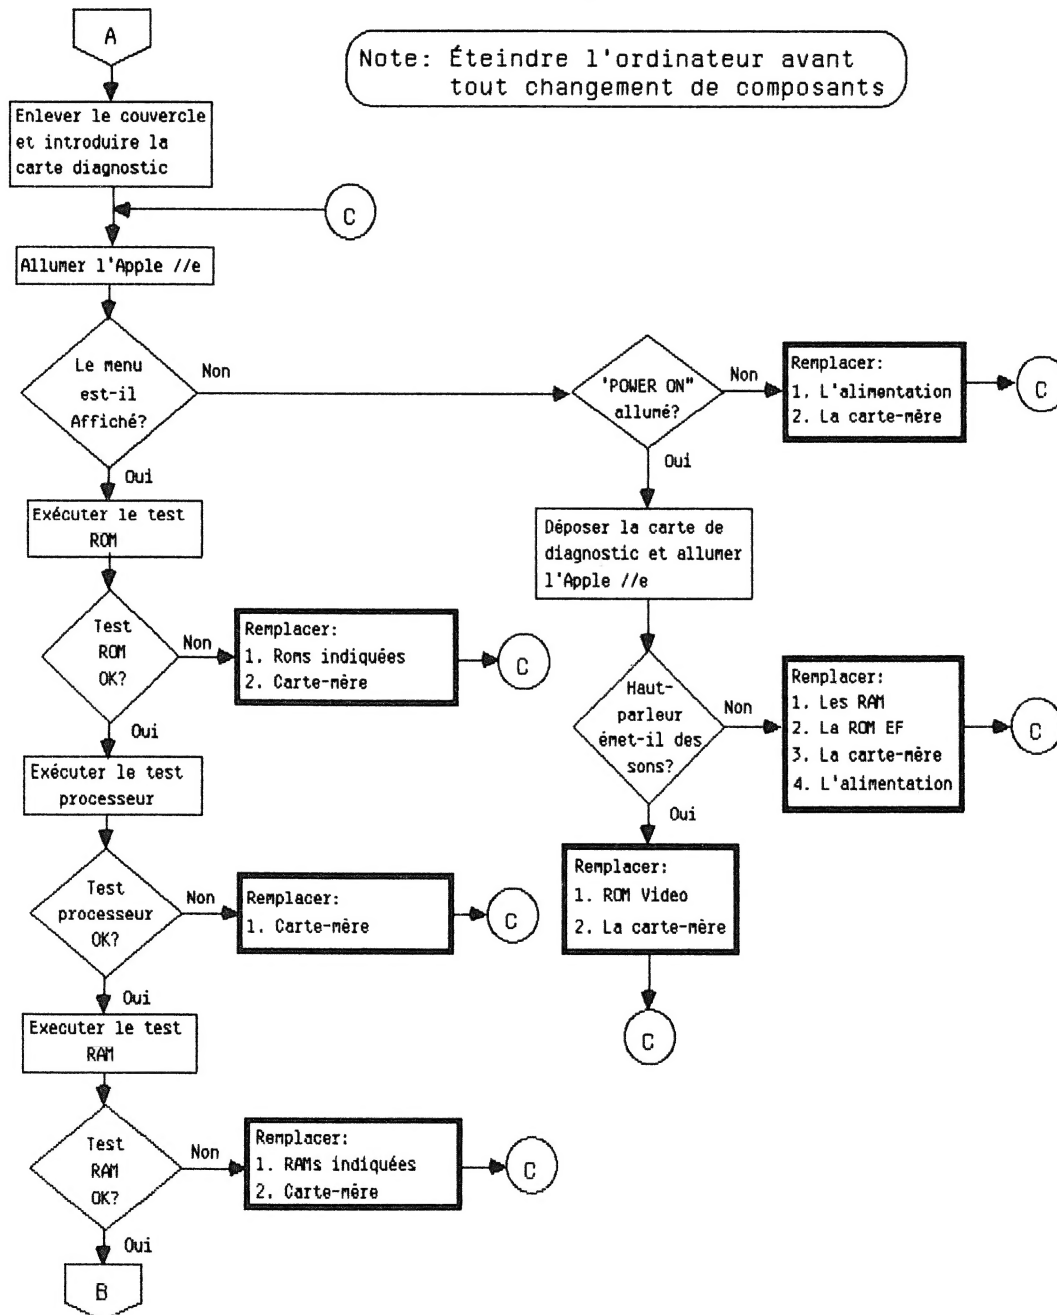 A
Note: Éteindre l'ordinateur avant
tout changement de composants
Enlever le couvercle
et introduire la
carte diagnostic
C
Allumer l'Apple //e
Le menu
est-il
Affiché?
Non
"POWER ON"
allumé?
Non
Remplacer:
1. L'alimentation
2. La carte-mère
C
Oui
Oui
Exécuter le test
ROM
Déposer la carte de
diagnostic et allumer
l'Apple //e
Test
ROM
OK?
Non
Remplacer:
1. Roms indiquées
2. Carte-mère
C
Haut-
parleur
émet-il des
sons?
Non
Remplacer:
1. Les RAM
2. La ROM EF
3. La carte-mère
4. L'alimentation
C
Oui
Exécuter le test
processeur
Oui
Remplacer:
1. ROM Video
2. La carte-mère
C
Test
processeur
OK?
Non
Remplacer:
1. Carte-mère
C
Oui
Executer le test
RAM
Test
RAM
OK?
Non
Remplacer:
1. RAMs indiquées
2. Carte-mère
C
Oui
B